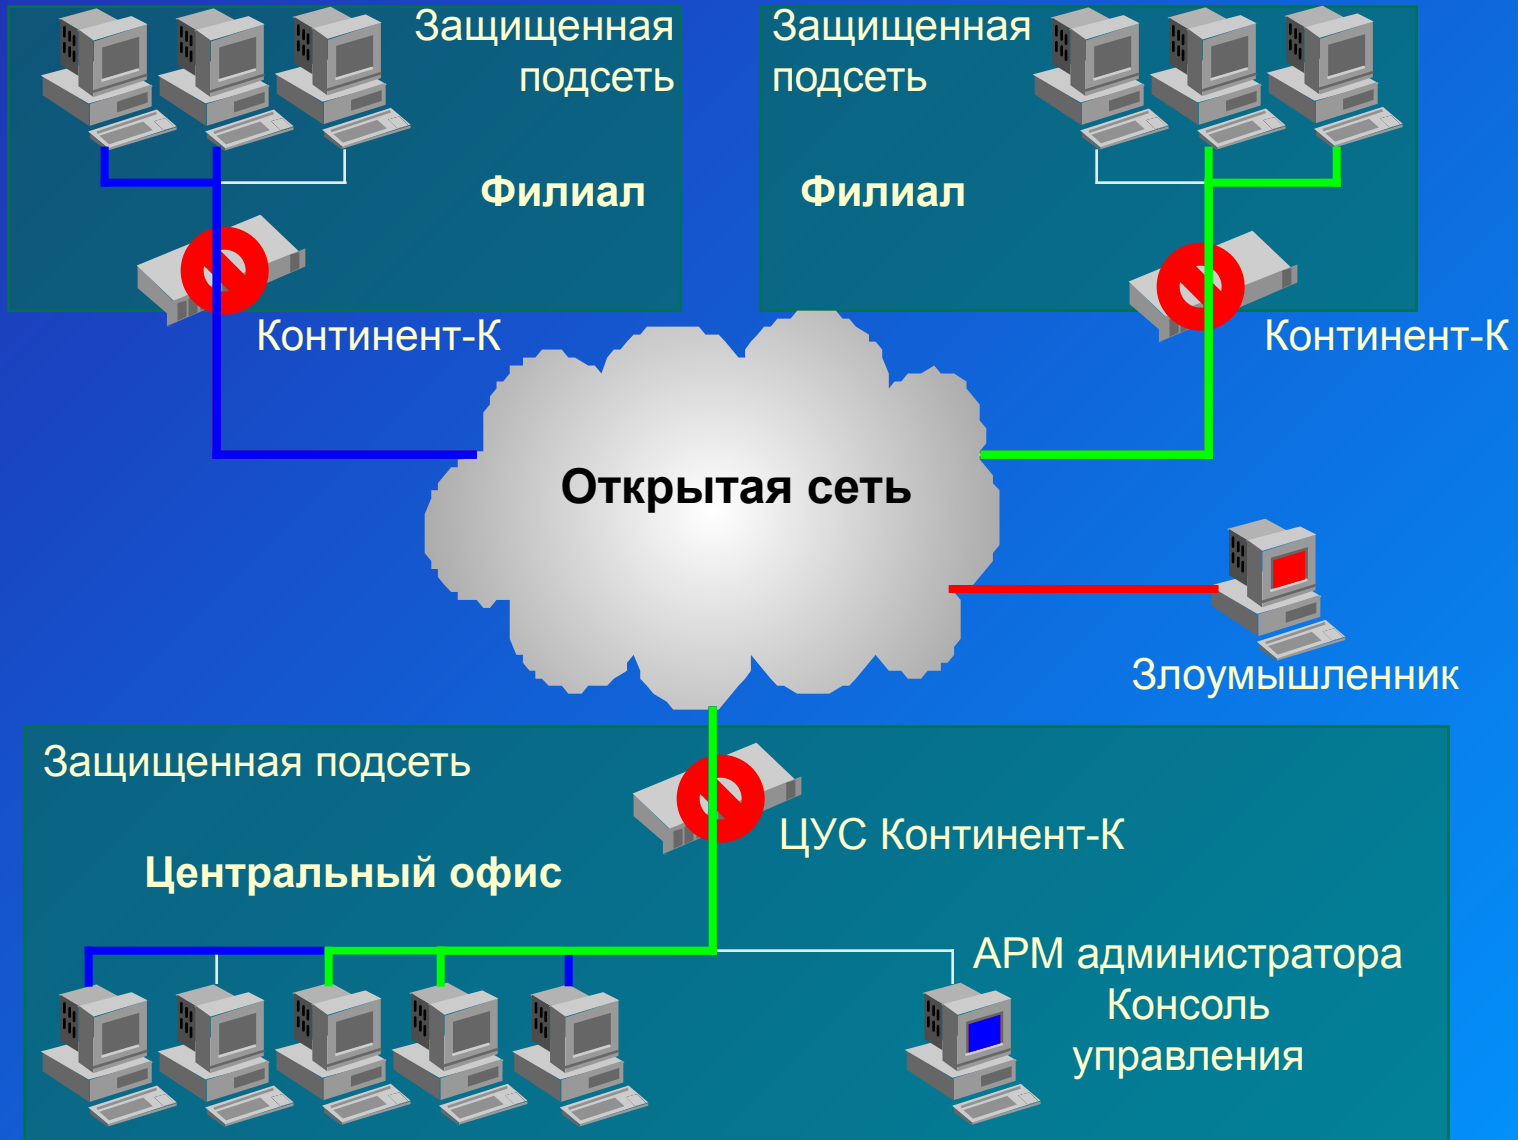 Защищенная
подсеть
Филиал
Континент-К
Защищенная
подсеть
Филиал
Континент-К
Открытая сеть
Злоумышленник
Защищенная подсеть
ЦУС Континент-К
Центральный офис
АРМ администратора
Консоль
управления